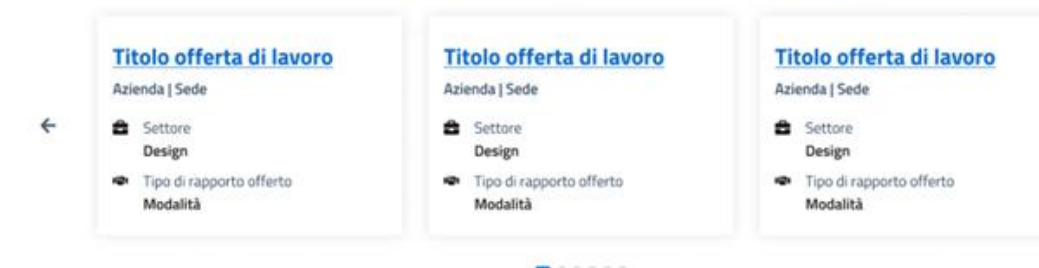 Titolo offerta di lavoro
Azienda | Sede
Settore
Design
Tipo di rapporto offerto
Modalità
Titolo offerta di lavoro
Azienda | Sede
Settore
Design
Tipo di rapporto offerto
Modalità
Titolo offerta di lavoro
Azienda | Sede
Settore
Design
Tipo di rapporto offerto
Modalità